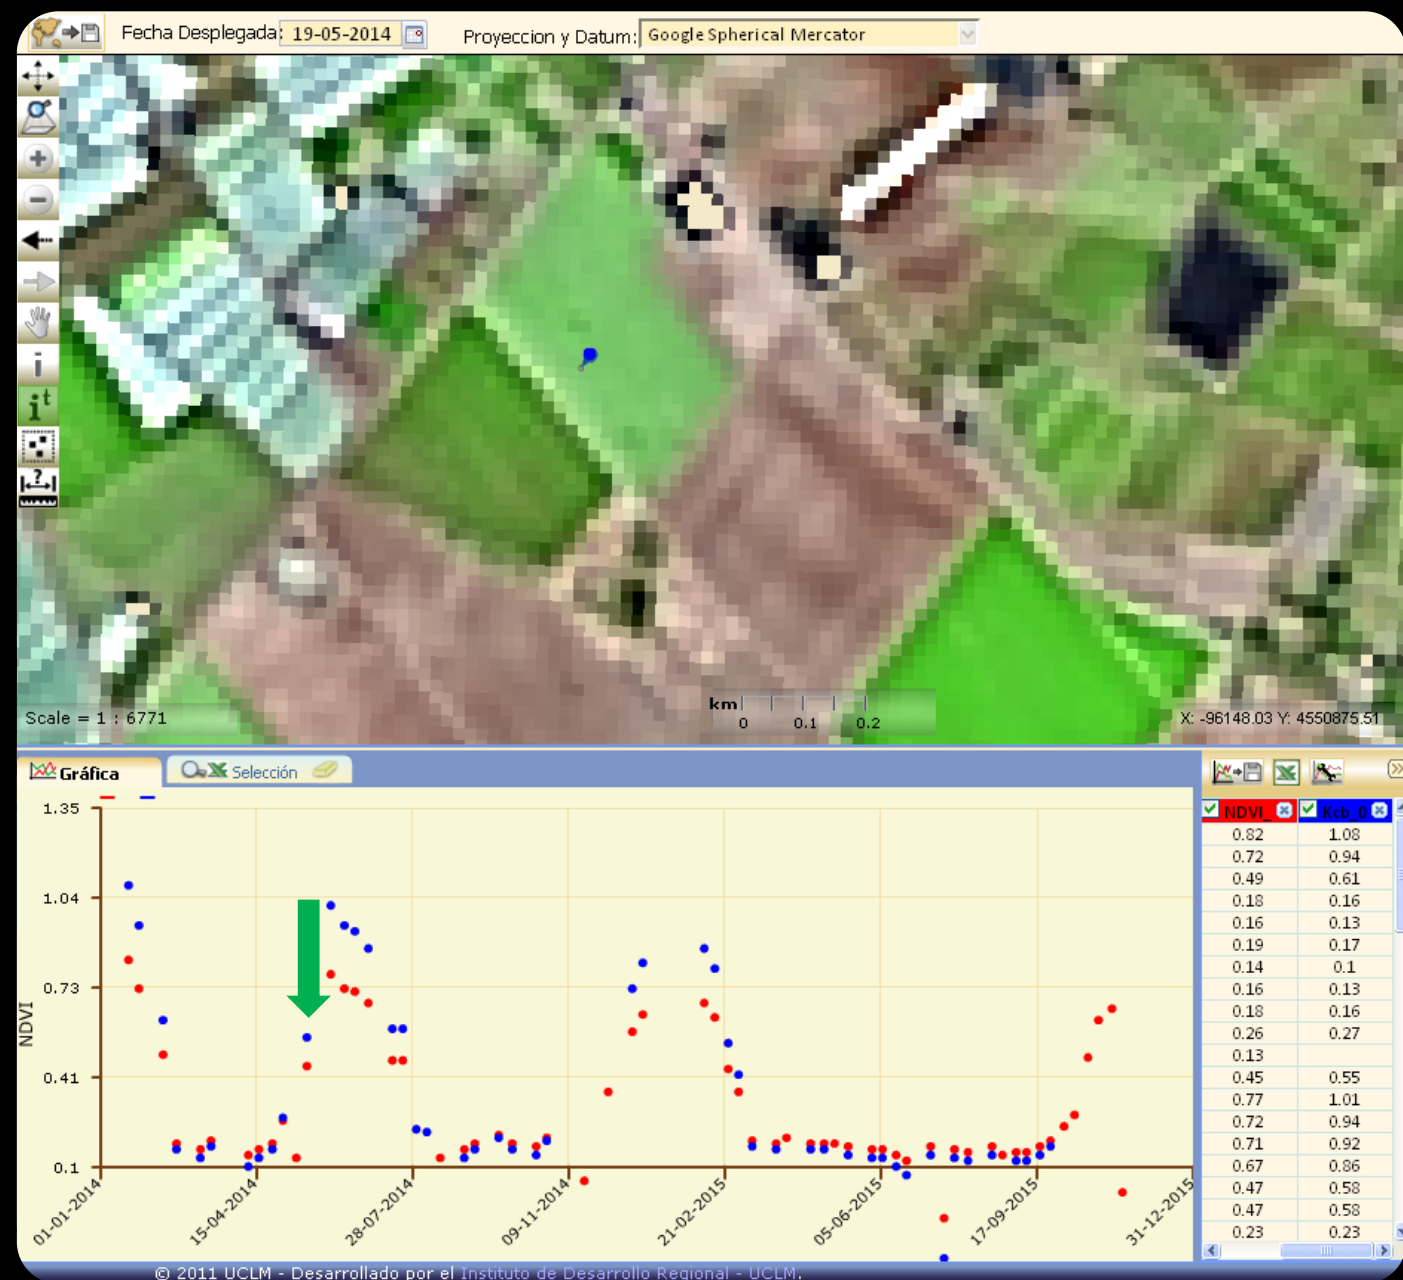 Fecha Desplegada: 19-05-2014 Proyeccion y Datum: Google Spherical Mercator
i
iᵗ
?
Scale = 1 : 6771
km
0 0.1 0.2
X: -96148.03 Y: 4550875.51
Gráfica Selección
NDVI_ Kcb_0
0.82 1.08
0.72 0.94
0.49 0.61
0.18 0.16
0.16 0.13
0.19 0.17
0.14 0.1
0.16 0.13
0.18 0.16
0.26 0.27
0.13
0.45 0.55
0.77 1.01
0.72 0.94
0.71 0.92
0.67 0.86
0.47 0.58
0.47 0.58
0.23 0.23
NDVI
1.35
1.04
0.73
0.41
0.1
01-01-2014 15-04-2014 28-07-2014 09-11-2014 21-02-2015 05-06-2015 17-09-2015 31-12-2015
© 2011 UCLM - Desarrollado por el Instituto de Desarrollo Regional - UCLM.